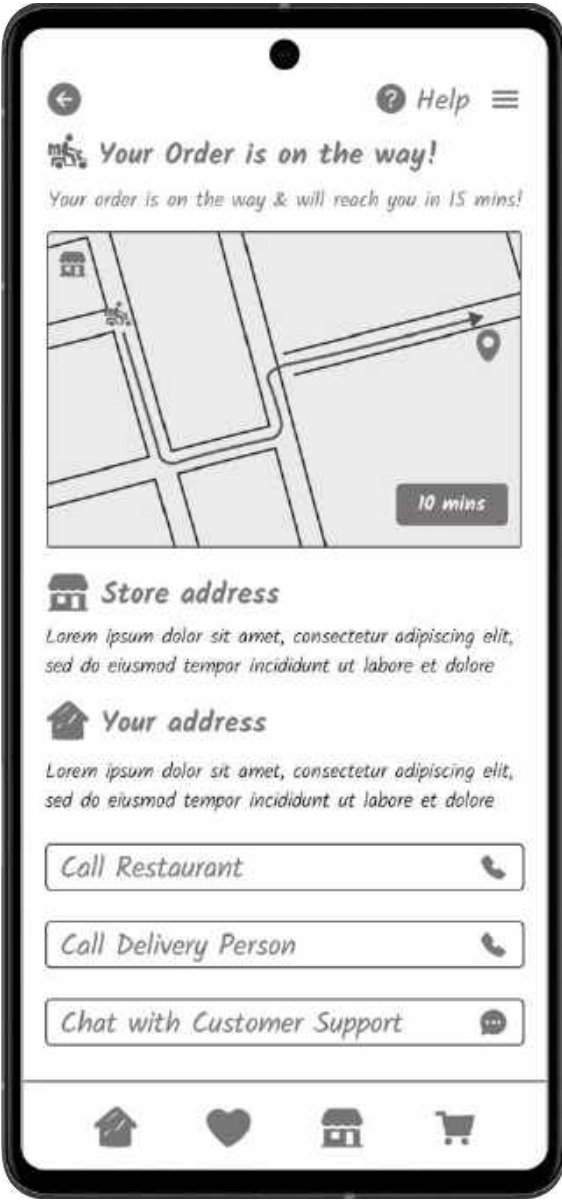 Help
Your Order is on the way!
Your order is on the way & will reach you in 15 mins!
10 mins
Store address
Lorem ipsum dolor sit amet, consectetur adipiscing elit,
sed do eiusmod tempor incididunt ut labore et dolore
Your address
Lorem ipsum dolor sit amet, consectetur adipiscing elit,
sed do eiusmod tempor incididunt ut labore et dolore
Call Restaurant
Call Delivery Person
Chat with Customer Support